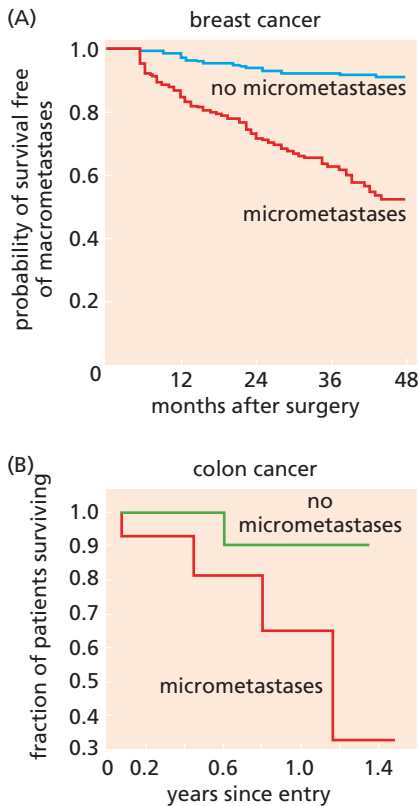 (A)
breast cancer
probability of survival free
of macrometastases
1.0
0.8
0.6
0.4
0.2
0
no micrometastases
micrometastases
12
24
36
48
months after surgery
(B)
colon cancer
fraction of patients surviving
1.0
0.9
0.8
0.7
0.6
0.5
0.4
0.3
no
micrometastases
micrometastases
0
0.2
0.6
1.0
1.4
years since entry